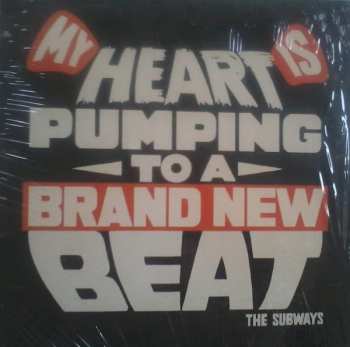 MY IS
HEART
PUMPING
TO A
BRAND NEW
BEAT
THE SUBWAYS